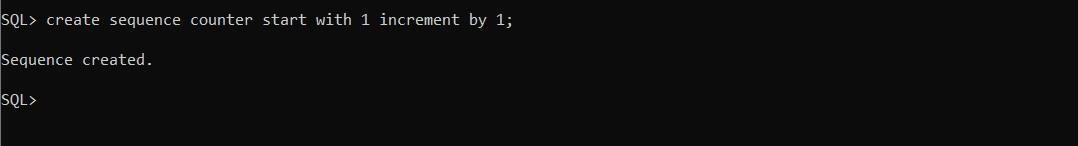 SQL> create sequence counter start with 1 increment by 1;
Sequence created.
SQL>